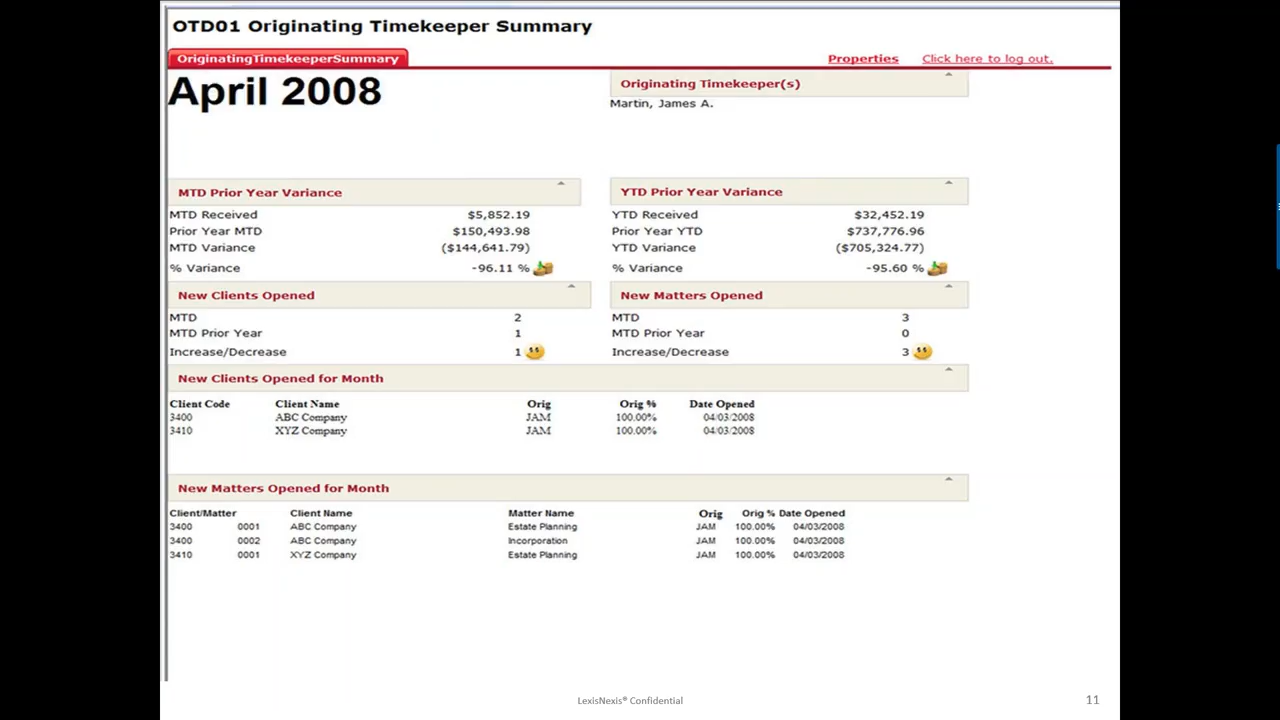 OTD01 Originating Timekeeper Summary
OriginatingTimekeeperSummary Properties Click here to log out.
April 2008
Originating Timekeeper(s)
Martin, James A.
MTD Prior Year Variance
MTD Received $5,852.19
Prior Year MTD $150,493.98
MTD Variance ($144,641.79)
% Variance -96.11 %
YTD Prior Year Variance
YTD Received $32,452.19
Prior Year YTD $737,776.96
YTD Variance ($705,324.77)
% Variance -95.60 %
New Clients Opened
MTD 2
MTD Prior Year 1
Increase/Decrease 1
New Matters Opened
MTD 3
MTD Prior Year 0
Increase/Decrease 3
New Clients Opened for Month
Client Code Client Name Orig Orig % Date Opened
3400 ABC Company JAM 100.00% 04/03/2008
3410 XYZ Company JAM 100.00% 04/03/2008
New Matters Opened for Month
Client/Matter Client Name Matter Name Orig Orig % Date Opened
3400 0001 ABC Company Estate Planning JAM 100.00% 04/03/2008
3400 0002 ABC Company Incorporation JAM 100.00% 04/03/2008
3410 0001 XYZ Company Estate Planning JAM 100.00% 04/03/2008
LexisNexis® Confidential
11